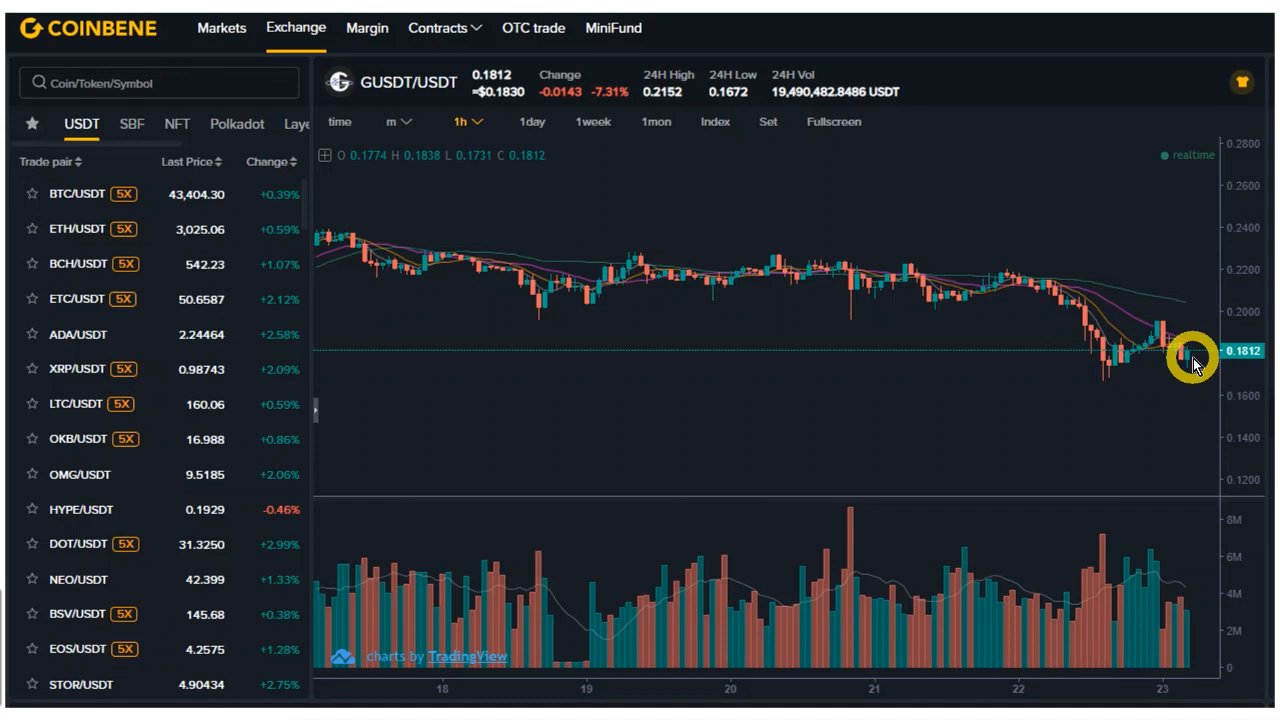 COINBENE Markets Exchange Margin Contracts OTC trade MiniFund
Coin/Token/Symbol
USDT SBF NFT Polkadot Laye
Trade pair Last Price Change
BTC/USDT 5X 43,404.30 +0.39%
ETH/USDT 5X 3,025.06 +0.59%
BCH/USDT 5X 542.23 +1.07%
ETC/USDT 5X 50.6587 +2.12%
ADA/USDT 2.24464 +2.58%
XRP/USDT 5X 0.98743 +2.09%
LTC/USDT 5X 160.06 +0.59%
OKB/USDT 5X 16.988 +0.86%
OMG/USDT 9.5185 +2.06%
HYPE/USDT 0.1929 -0.46%
DOT/USDT 5X 31.3250 +2.99%
NEO/USDT 42.399 +1.33%
BSV/USDT 5X 145.68 +0.38%
EOS/USDT 5X 4.2575 +1.28%
STOR/USDT 4.90434 +2.75%
GUSDT/USDT 0.1812 Change 24H High 24H Low 24H Vol
≈$0.1830 -0.0143 -7.31% 0.2152 0.1672 19,490,482.8486 USDT
time m 1h 1day 1week 1mon Index Set Fullscreen
O 0.1774 H 0.1838 L 0.1731 C 0.1812 realtime
0.2800
0.2600
0.2400
0.2200
0.2000
0.1812
0.1600
0.1400
0.1200
8M
6M
4M
2M
0
charts by TradingView
18 19 20 21 22 23